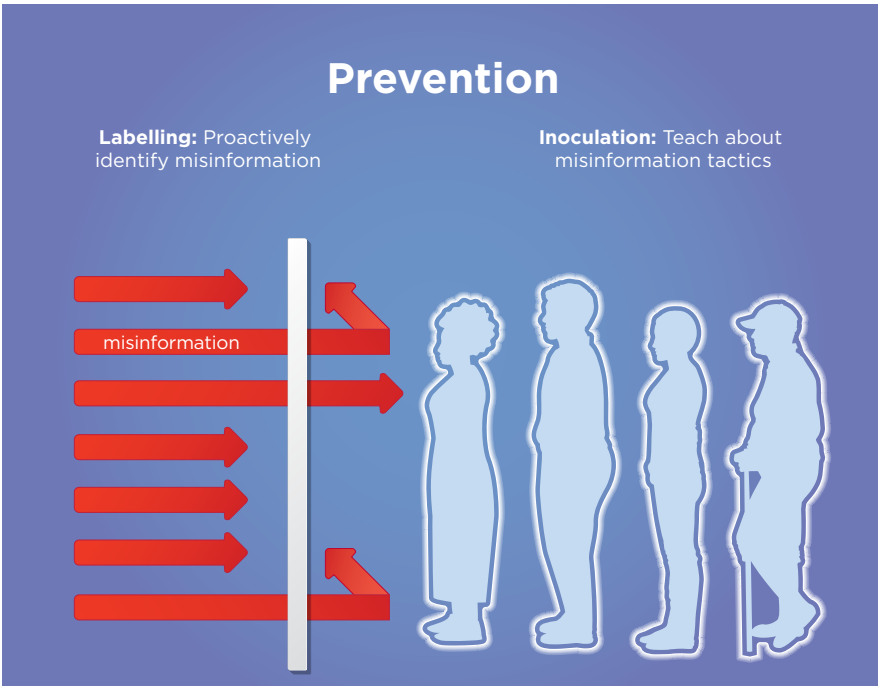 Prevention
Labelling: Proactively
identify misinformation
Inoculation: Teach about
misinformation tactics
misinformation